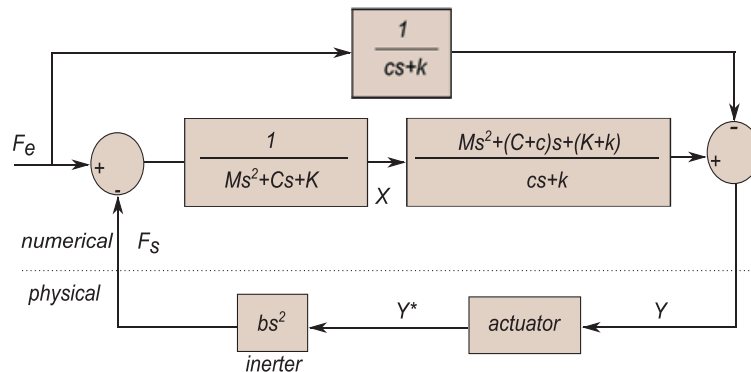 1
cs+k
Fe
-
+
-
1
Ms²+Cs+K
X
Ms²+(C+c)s+(K+k)
cs+k
+
numerical
Fs
physical
bs²
inerter
Y*
actuator
Y